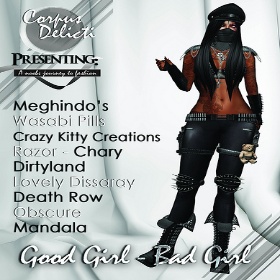 Corpus
Delicti
PRESENTING:
A noobs journey to fashion
Meghindo's
Wasabi Pills
Crazy Kitty Creations
Razor - Chary
Dirtyland
Lovely Dissaray
Death Row
Obscure
Mandala
Good Girl - Bad Girl